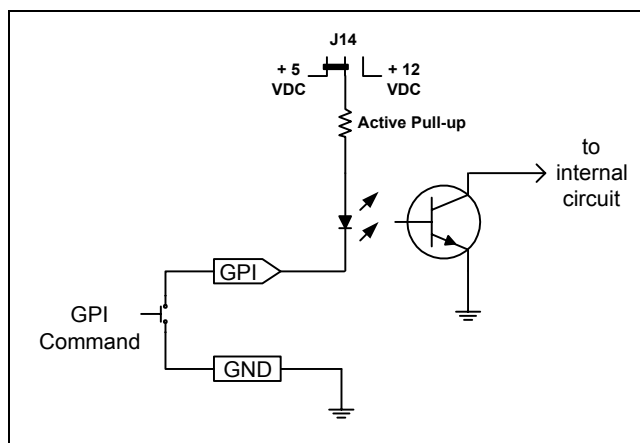 J14
+ 5
VDC
+ 12
VDC
Active Pull-up
to
internal
circuit
GPI
GPI
Command
GND